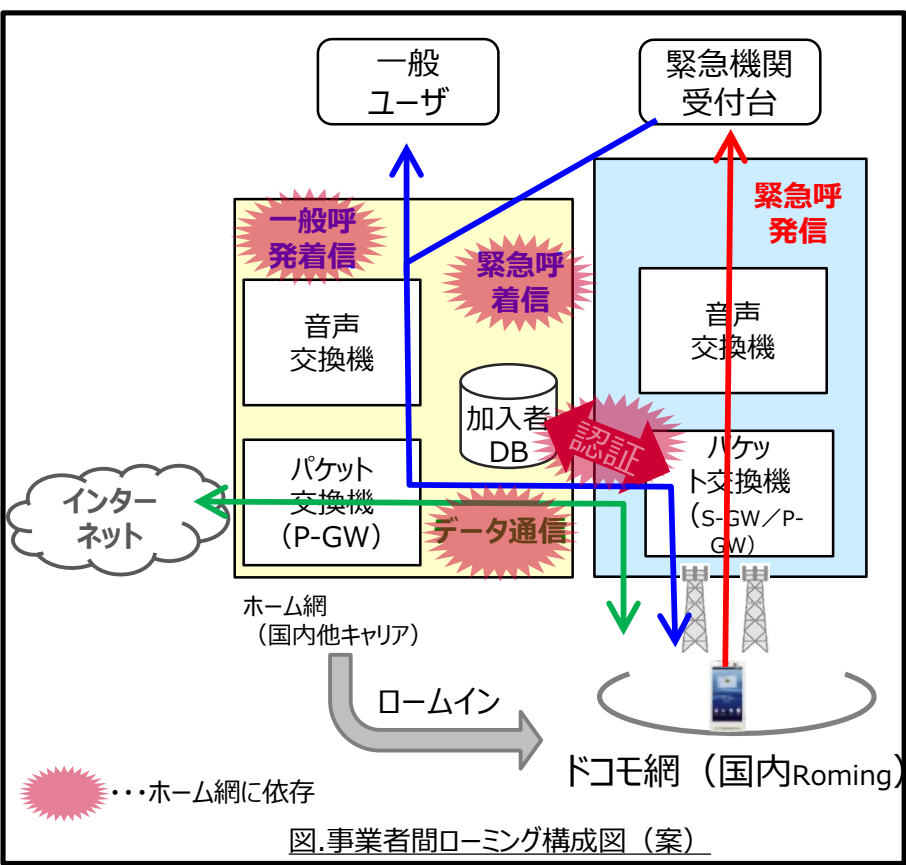 一般
ユーザ
緊急機関
受付台
一般呼
発着信
緊急呼
着信
緊急呼
発信
音声
交換機
音声
交換機
加入者
DB
認証
パケット
交換機
(P-GW)
パケッ
ト交換機
(S-GW/P-
GW)
インター
ネット
データ通信
ホーム網
(国内他キャリア)
ロームイン
ドコモ網(国内Roming)
・・・ホーム網に依存
図.事業者間ローミング構成図(案)